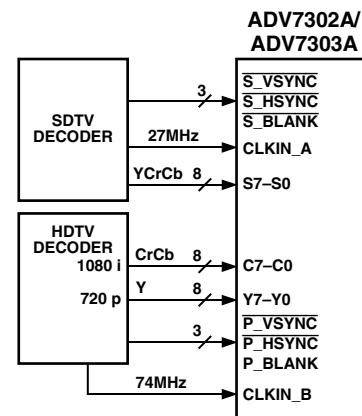 ADV7302A/
ADV7303A
SDTV
DECODER
3
S_VSYNC
S_HSYNC
S_BLANK
27MHz
CLKIN_A
YCrCb 8
S7–S0
HDTV
DECODER
1080 i
CrCb 8
C7–C0
720 p
Y 8
Y7–Y0
3
P_VSYNC
P_HSYNC
P_BLANK
74MHz
CLKIN_B